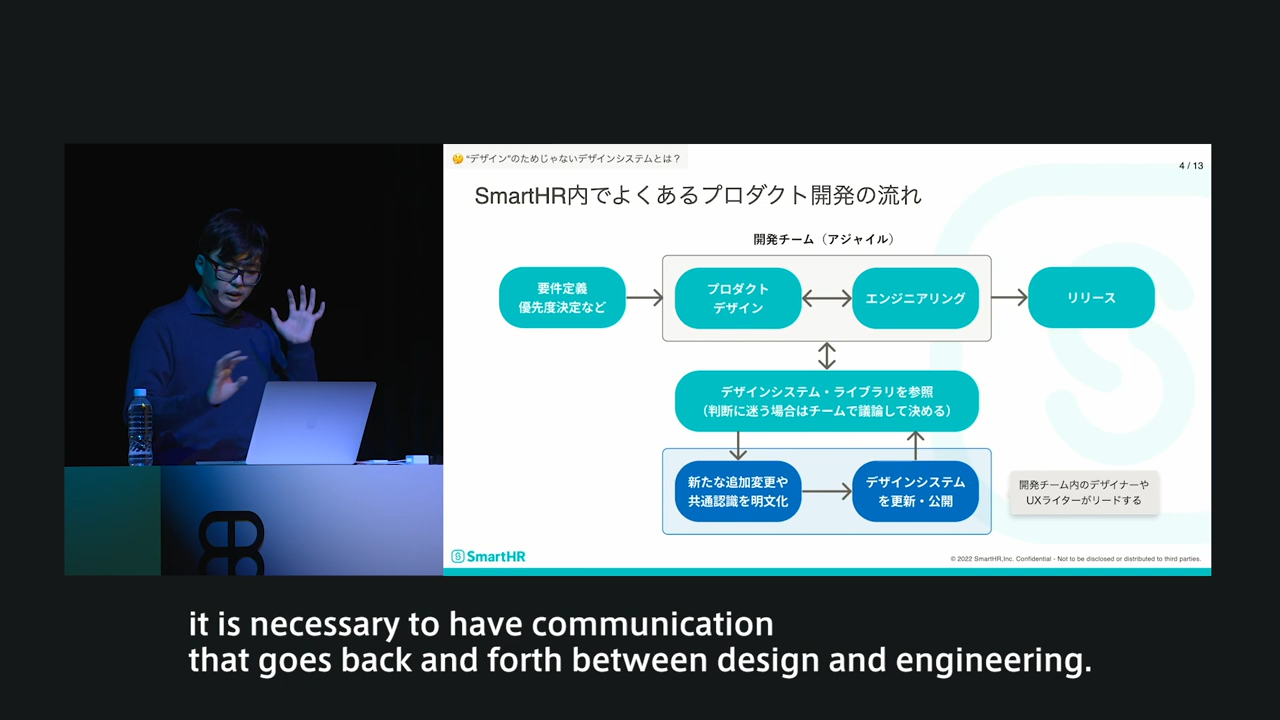 🤔 “デザイン”のためじゃないデザインシステムとは？
4 / 13
SmartHR内でよくあるプロダクト開発の流れ
開発チーム（アジャイル）
要件定義
優先度決定など
プロダクト
デザイン
エンジニアリング
リリース
デザインシステム・ライブラリを参照
（判断に迷う場合はチームで議論して決める）
新たな追加変更や
共通認識を明文化
デザインシステム
を更新・公開
開発チーム内のデザイナーや
UXライターがリードする
SmartHR
© 2022 SmartHR,Inc. Confidential - Not to be disclosed or distributed to third parties.
it is necessary to have communication
that goes back and forth between design and engineering.